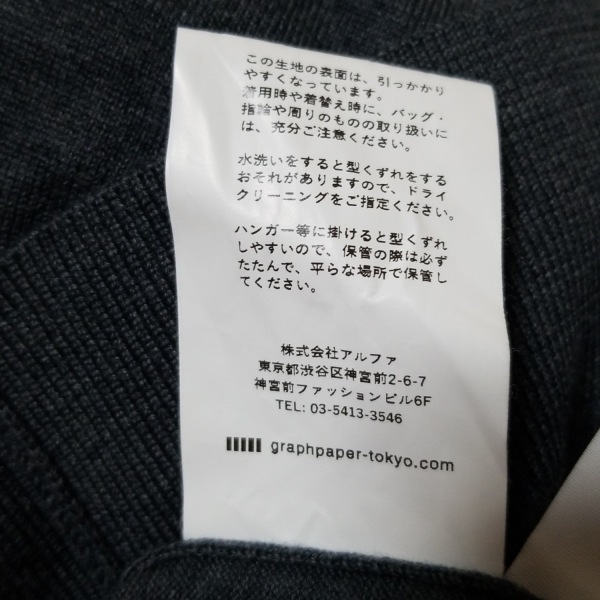 この生地の表面は、引っかかり
やすくなっています。
着用時や着替え時に、バッグ・
指輪や周りのものの取り扱いに
は、充分ご注意ください。
水洗いをすると型くずれをする
おそれがありますので、ドライ
クリーニングをご指定ください。
ハンガー等に掛けると型くずれ
しやすいので、保管の際は必ず
たたんで、平らな場所で保管し
てください。
株式会社アルファ
東京都渋谷区神宮前2-6-7
神宮前ファッションビル6F
TEL: 03-5413-3546
graphpaper-tokyo.com